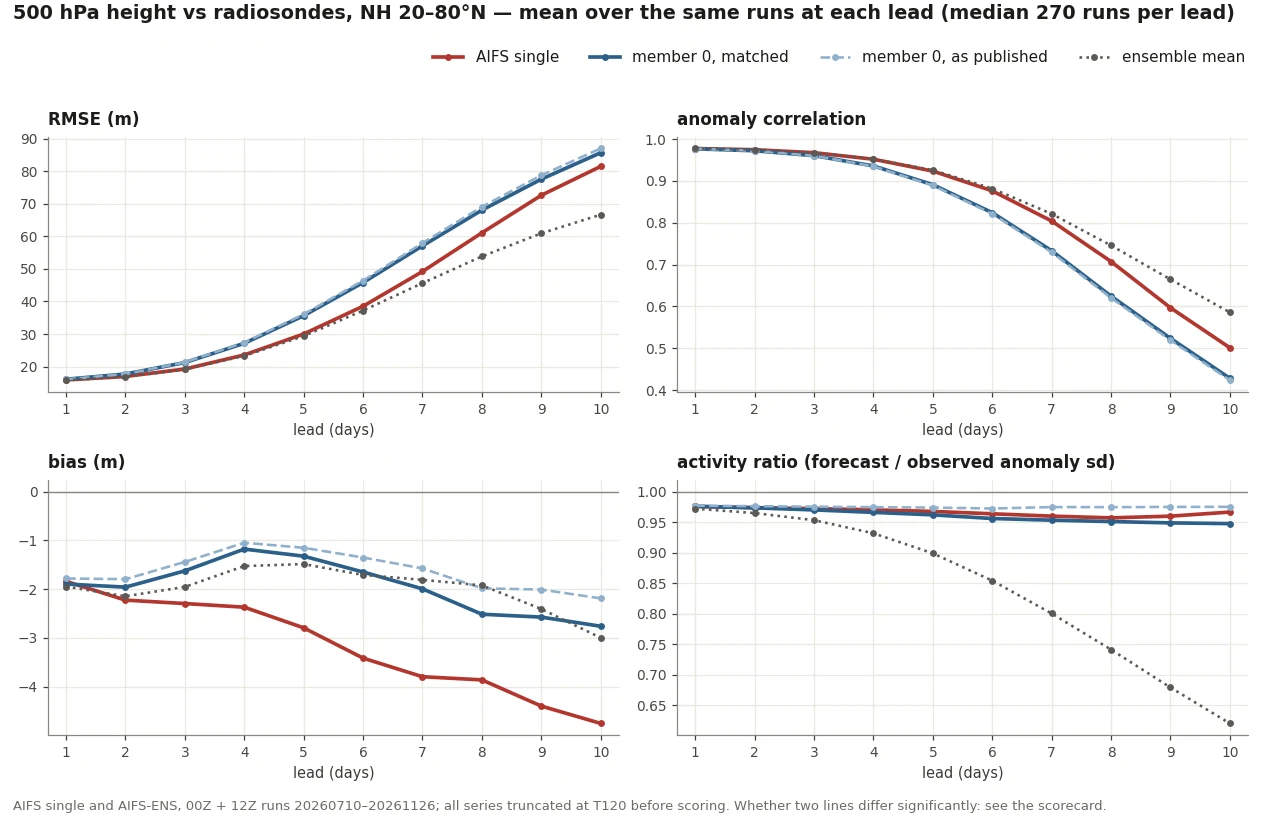 500 hPa height vs radiosondes, NH 20–80°N — mean over the same runs at each lead (median 270 runs per lead)
AIFS single member 0, matched member 0, as published ensemble mean
RMSE (m)
90
80
70
60
50
40
30
20
1 2 3 4 5 6 7 8 9 10
lead (days)
anomaly correlation
1.0
0.9
0.8
0.7
0.6
0.5
0.4
1 2 3 4 5 6 7 8 9 10
lead (days)
bias (m)
0
−1
−2
−3
−4
1 2 3 4 5 6 7 8 9 10
lead (days)
activity ratio (forecast / observed anomaly sd)
1.00
0.95
0.90
0.85
0.80
0.75
0.70
0.65
1 2 3 4 5 6 7 8 9 10
lead (days)
AIFS single and AIFS-ENS, 00Z + 12Z runs 20260710–20261126; all series truncated at T120 before scoring. Whether two lines differ significantly: see the scorecard.